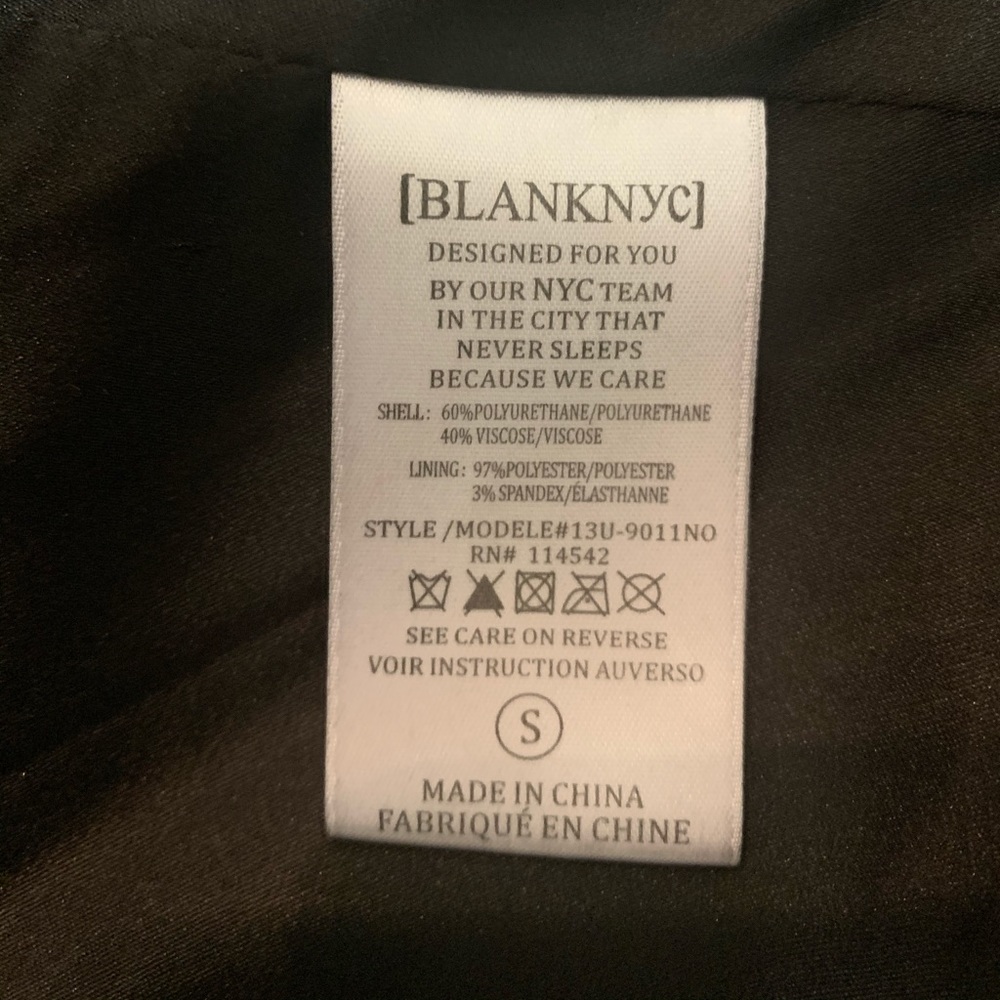 [BLANKNYC]
DESIGNED FOR YOU
BY OUR NYC TEAM
IN THE CITY THAT
NEVER SLEEPS
BECAUSE WE CARE
SHELL: 60%POLYURETHANE/POLYURETHANE
40% VISCOSE/VISCOSE
LINING: 97%POLYESTER/POLYESTER
3% SPANDEX/ÉLASTHANNE
STYLE /MODELE#13U-9011NO
RN# 114542
SEE CARE ON REVERSE
VOIR INSTRUCTION AUVERSO
S
MADE IN CHINA
FABRIQUÉ EN CHINE